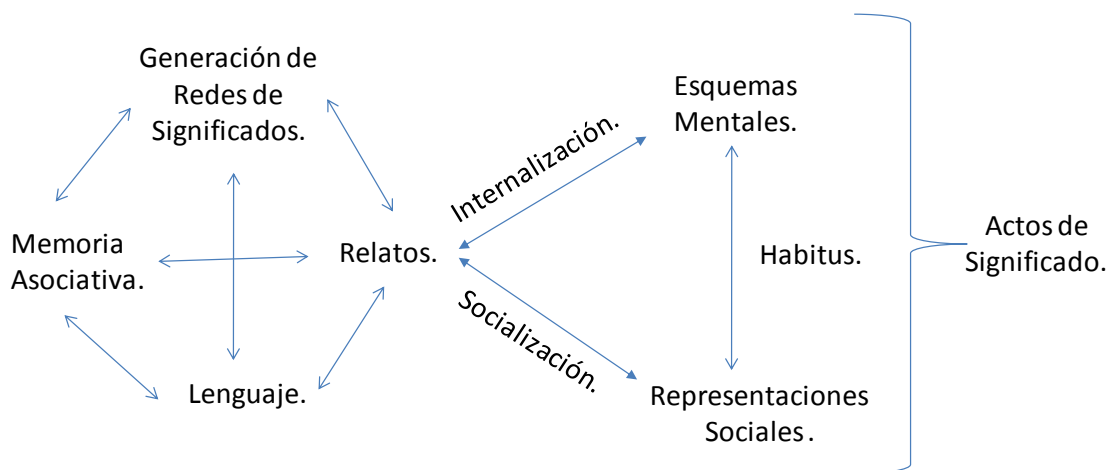 Generación de
Redes de
Significados.
Memoria
Asociativa.
Relatos.
Lenguaje.
Internalización.
Socialización.
Esquemas
Mentales.
Habitus.
Representaciones
Sociales .
Actos de
Significado.